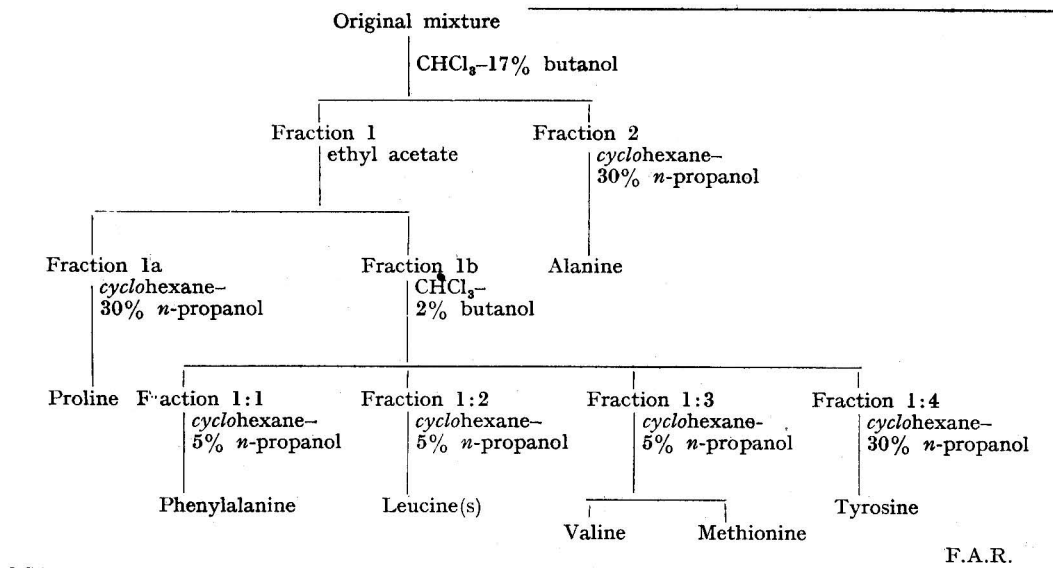 Original mixture
CHCl₃–17% butanol
Fraction 1
ethyl acetate
Fraction 2
cyclohexane–
30% n-propanol
Fraction 1a
cyclohexane–
30% n-propanol
Fraction 1b
CHCl₃–
2% butanol
Alanine
Proline
Fraction 1:1
cyclohexane–
5% n-propanol
Fraction 1:2
cyclohexane–
5% n-propanol
Fraction 1:3
cyclohexane-
5% n-propanol
Fraction 1:4
cyclohexane–
30% n-propanol
Phenylalanine
Leucine(s)
Valine
Methionine
Tyrosine
F.A.R.